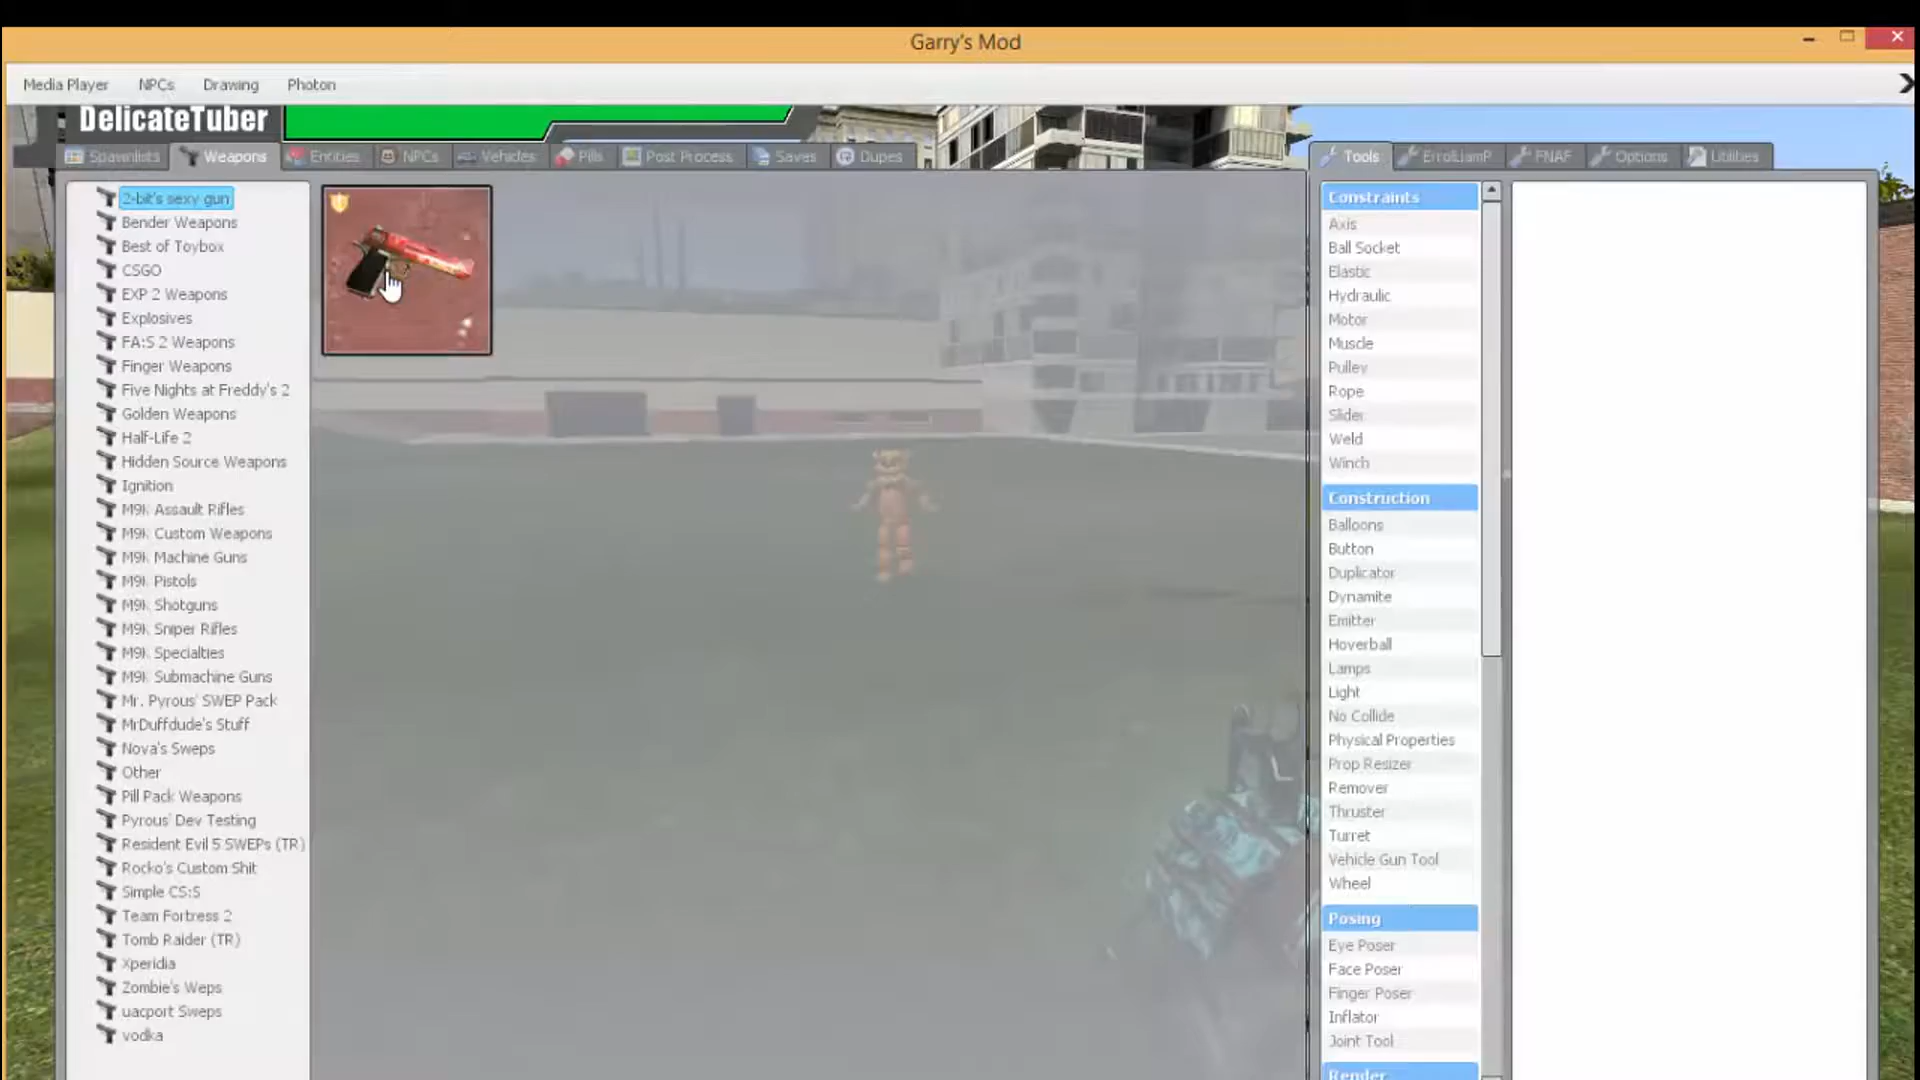 Garry's Mod
Media Player NPCs Drawing Photon
DelicateTuber
Spawnlists Weapons Entities NPCs Vehicles Pills Post Process Saves Dupes
Tools ErroLiamP FNAF Options Utilities
2-bit's sexy gun
Bender Weapons
Best of Toybox
CSGO
EXP 2 Weapons
Explosives
FA:S 2 Weapons
Finger Weapons
Five Nights at Freddy's 2
Golden Weapons
Half-Life 2
Hidden Source Weapons
Ignition
M9K Assault Rifles
M9K Custom Weapons
M9K Machine Guns
M9K Pistols
M9K Shotguns
M9K Sniper Rifles
M9K Specialties
M9K Submachine Guns
Mr. Pyrous' SWEP Pack
MrDuffdude's Stuff
Nova's Sweps
Other
Pill Pack Weapons
Pyrous' Dev Testing
Resident Evil 5 SWEPs (TR)
Rocko's Custom Shit
Simple CS:S
Team Fortress 2
Tomb Raider (TR)
Xperidia
Zombie's Weps
uacport Sweps
vodka
Constraints
Axis
Ball Socket
Elastic
Hydraulic
Motor
Muscle
Pulley
Rope
Slider
Weld
Winch
Construction
Balloons
Button
Duplicator
Dynamite
Emitter
Hoverball
Lamps
Light
No Collide
Physical Properties
Prop Resizer
Remover
Thruster
Turret
Vehicle Gun Tool
Wheel
Posing
Eye Poser
Face Poser
Finger Poser
Inflator
Joint Tool
Render